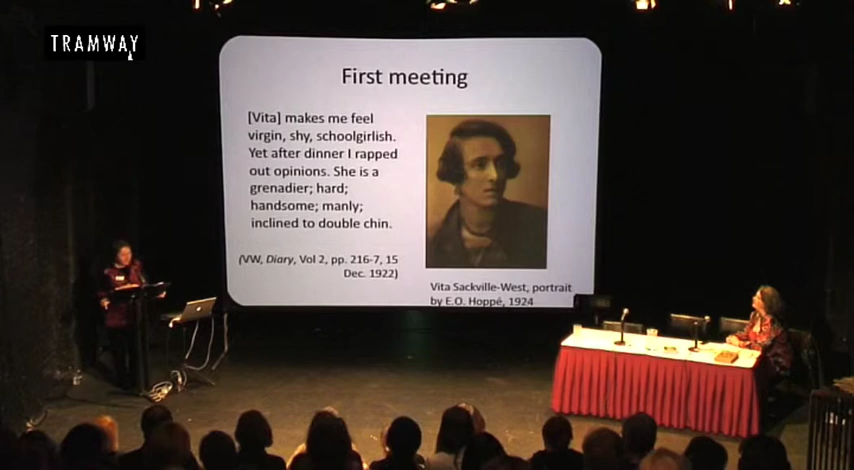 TRAMWAY
First meeting
[Vita] makes me feel
virgin, shy, schoolgirlish.
Yet after dinner I rapped
out opinions. She is a
grenadier; hard;
handsome; manly;
inclined to double chin.
(VW, Diary, Vol 2, pp. 216-7, 15
Dec. 1922)
Vita Sackville-West, portrait
by E.O. Hoppé, 1924